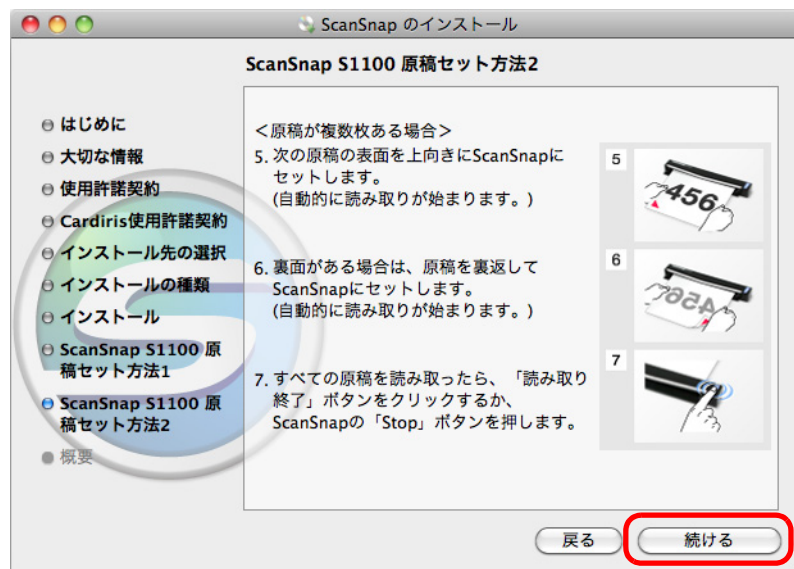 ScanSnap のインストール
ScanSnap S1100 原稿セット方法2
はじめに
大切な情報
使用許諾契約
Cardiris使用許諾契約
インストール先の選択
インストールの種類
インストール
ScanSnap S1100 原
稿セット方法1
ScanSnap S1100 原
稿セット方法2
概要
＜原稿が複数枚ある場合＞
5. 次の原稿の表面を上向きにScanSnapに
セットします。
(自動的に読み取りが始まります。)
6. 裏面がある場合は、原稿を裏返して
ScanSnapにセットします。
(自動的に読み取りが始まります。)
7. すべての原稿を読み取ったら、「読み取り
終了」ボタンをクリックするか、
ScanSnapの「Stop」ボタンを押します。
5
456
6
456
7
戻る
続ける